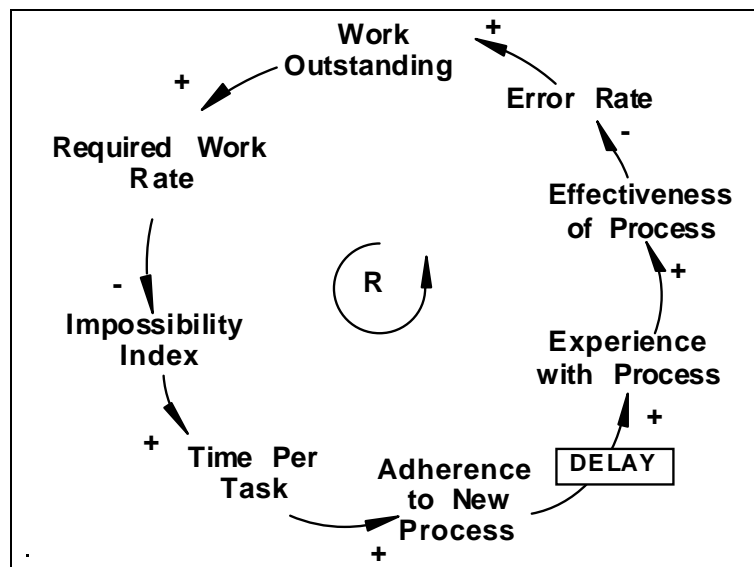 +
Work
Outstanding
+
Error Rate
-
Required Work
Rate
Effectiveness
of Process
+
R
-
Impossibility
Index
Experience
with Process
+
+
Time Per
Task
DELAY
Adherence
to New
Process
+
.